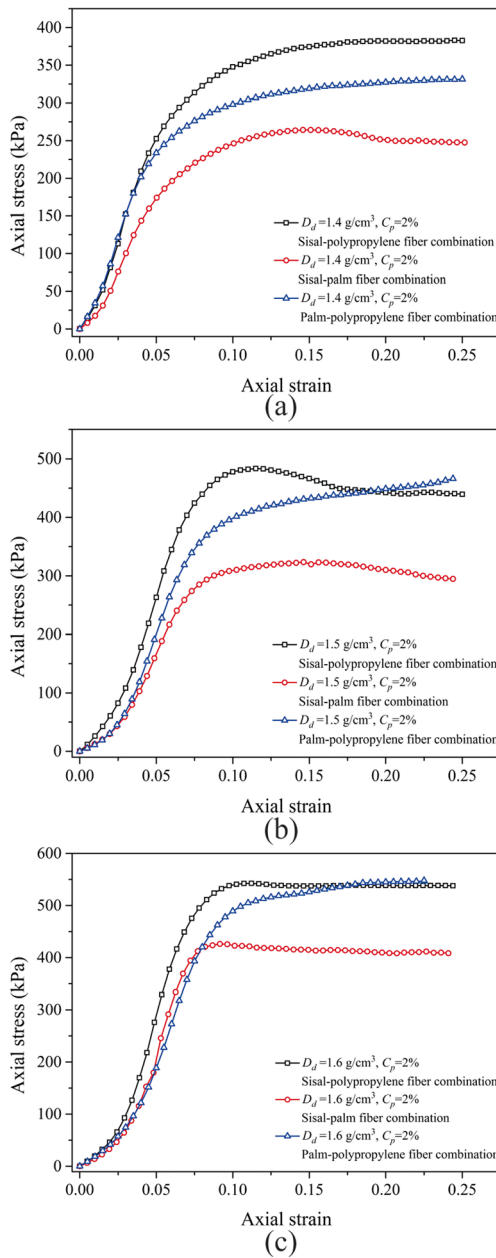 400
350
300
250
200
150
100
50
0
Axial stress (kPa)
D_d=1.4 g/cm³, C_p=2%
Sisal-polypropylene fiber combination
D_d=1.4 g/cm³, C_p=2%
Sisal-palm fiber combination
D_d=1.4 g/cm³, C_p=2%
Palm-polypropylene fiber combination
0.00 0.05 0.10 0.15 0.20 0.25
Axial strain
(a)
500
400
300
200
100
0
Axial stress (kPa)
D_d=1.5 g/cm³, C_p=2%
Sisal-polypropylene fiber combination
D_d=1.5 g/cm³, C_p=2%
Sisal-palm fiber combination
D_d=1.5 g/cm³, C_p=2%
Palm-polypropylene fiber combination
0.00 0.05 0.10 0.15 0.20 0.25
Axial strain
(b)
600
500
400
300
200
100
0
Axial stress (kPa)
D_d=1.6 g/cm³, C_p=2%
Sisal-polypropylene fiber combination
D_d=1.6 g/cm³, C_p=2%
Sisal-palm fiber combination
D_d=1.6 g/cm³, C_p=2%
Palm-polypropylene fiber combination
0.00 0.05 0.10 0.15 0.20 0.25
Axial strain
(c)